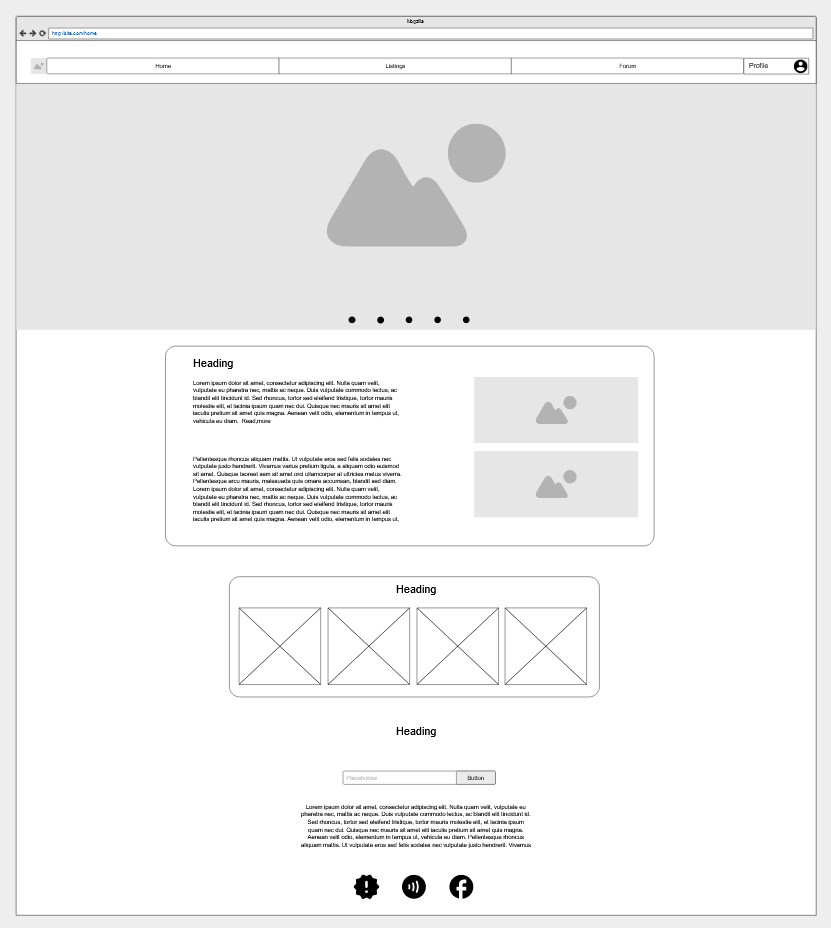 Mozilla
http://site.com/home
Home
Listings
Forum
Profile
Heading
Lorem ipsum dolor sit amet, consectetur adipiscing elit. Nulla quam velit,
vulputate eu pharetra nec, mattis ac neque. Duis vulputate commodo lectus, ac
blandit elit tincidunt id. Sed rhoncus, tortor sed eleifend tristique, tortor mauris
molestie elit, et lacinia ipsum quam nec dui. Quisque nec mauris sit amet elit
iaculis pretium sit amet quis magna. Aenean velit odio, elementum in tempus ut,
vehicula eu diam. Read,more
Pellentesque rhoncus aliquam mattis. Ut vulputate eros sed felis sodales nec
vulputate justo hendrerit. Vivamus varius pretium ligula, a aliquam odio euismod
sit amet. Quisque laoreet sem sit amet orci ullamcorper at ultricies metus viverra.
Pellentesque arcu mauris, malesuada quis ornare accumsan, blandit sed diam.
Lorem ipsum dolor sit amet, consectetur adipiscing elit. Nulla quam velit,
vulputate eu pharetra nec, mattis ac neque. Duis vulputate commodo lectus, ac
blandit elit tincidunt id. Sed rhoncus, tortor sed eleifend tristique, tortor mauris
molestie elit, et lacinia ipsum quam nec dui. Quisque nec mauris sit amet elit
iaculis pretium sit amet quis magna. Aenean velit odio, elementum in tempus ut,
Heading
Heading
Placeholder
Button
Lorem ipsum dolor sit amet, consectetur adipiscing elit. Nulla quam velit, vulputate eu
pharetra nec, mattis ac neque. Duis vulputate commodo lectus, ac blandit elit tincidunt id.
Sed rhoncus, tortor sed eleifend tristique, tortor mauris molestie elit, et lacinia ipsum
quam nec dui. Quisque nec mauris sit amet elit iaculis pretium sit amet quis magna.
Aenean velit odio, elementum in tempus ut, vehicula eu diam. Pellentesque rhoncus
aliquam mattis. Ut vulputate eros sed felis sodales nec vulputate justo hendrerit. Vivamus